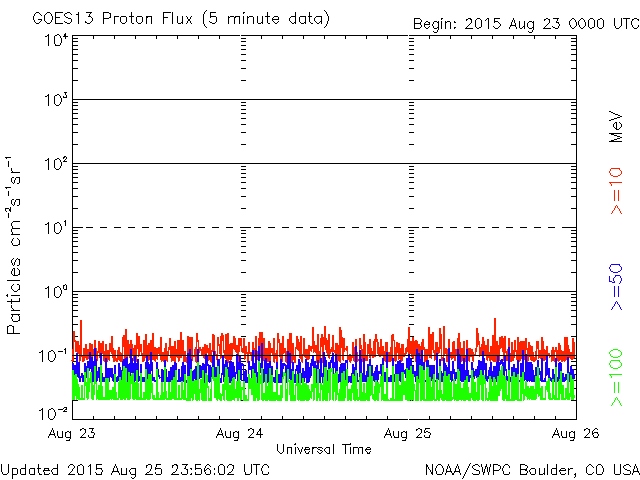 GOES13 Proton Flux (5 minute data)
Begin: 2015 Aug 23 0000 UTC
10⁴
10³
10²
10¹
10⁰
10⁻¹
10⁻²
Particles cm⁻²s⁻¹sr⁻¹
Aug 23
Aug 24
Aug 25
Aug 26
Universal Time
MeV
>=10
>=50
>=100
Updated 2015 Aug 25 23:56:02 UTC
NOAA/SWPC Boulder, CO USA